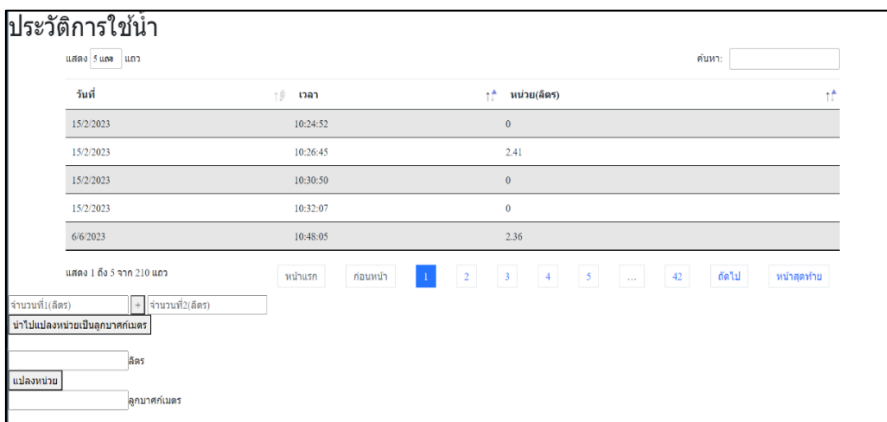 ประวัติการใช้น้ำ
แสดง 5 แถว แถว ค้นหา:
วันที่ เวลา หน่วย(ลิตร)
15/2/2023 10:24:52 0
15/2/2023 10:26:45 2.41
15/2/2023 10:30:50 0
15/2/2023 10:32:07 0
6/6/2023 10:48:05 2.36
แสดง 1 ถึง 5 จาก 210 แถว หน้าแรก ก่อนหน้า 1 2 3 4 5 … 42 ถัดไป หน้าสุดท้าย
จำนวนที่1(ลิตร) + จำนวนที่2(ลิตร)
นำไปแปลงหน่วยเป็นลูกบาศก์เมตร
ลิตร
แปลงหน่วย
ลูกบาศก์เมตร